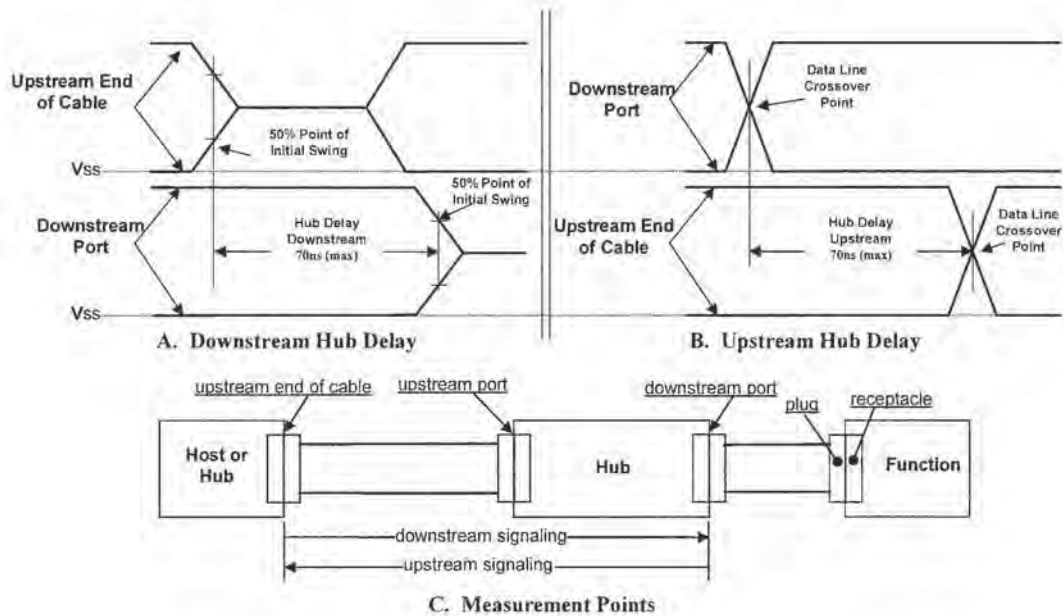 Upstream End
of Cable
50% Point of
Initial Swing
Vss
50% Point of
Initial Swing
Downstream
Port
Hub Delay
Downstream
70ns (max)
Vss
A. Downstream Hub Delay
Downstream
Port
Data Line
Crossover
Point
Upstream End
of Cable
Hub Delay
Upstream
70ns (max)
Data Line
Crossover
Point
B. Upstream Hub Delay
upstream end of cable
upstream port
downstream port
plug
receptacle
Host or
Hub
Hub
Function
downstream signaling
upstream signaling
C. Measurement Points